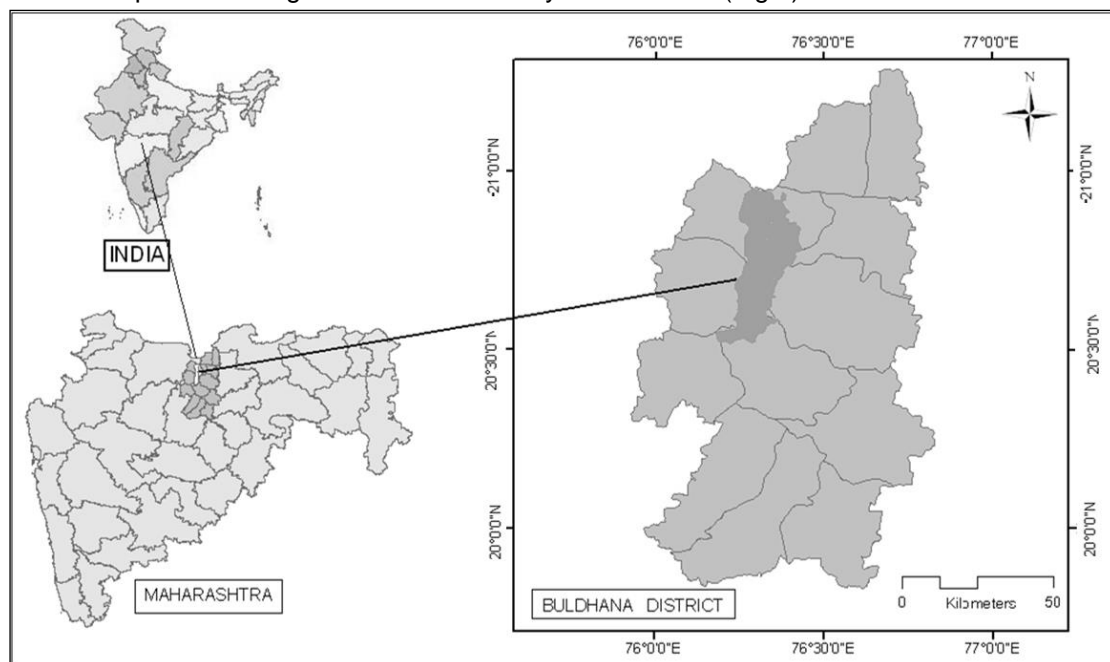 76°0'0"E 76°30'0"E 77°0'0"E
N
-21°0'0"N -21°0'0"N
INDIA
20°30'0"N 20°30'0"N
20°0'0"N 20°0'0"N
MAHARASHTRA
BULDHANA DISTRICT
0 Kilometers 50
76°0'0"E 76°30'0"E 77°0'0"E